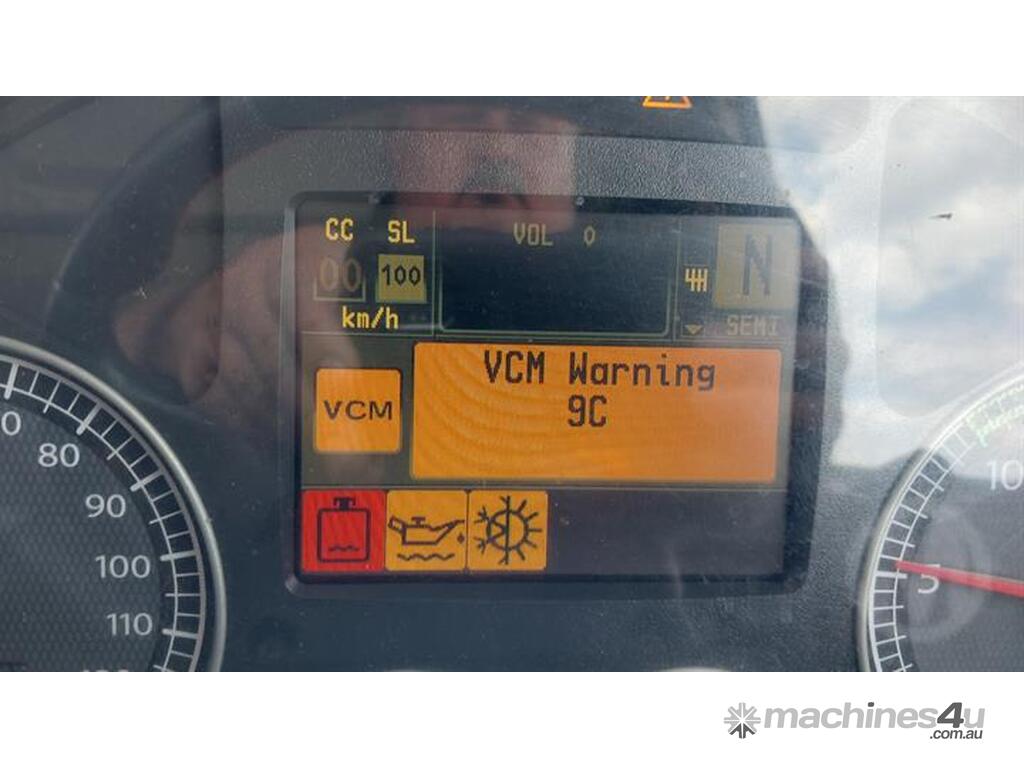 CC SL
00 100
km/h
VOL 0
N
SEMI
VCM
VCM Warning
9C
80
90
100
110
10
5
machines4u
.com.au